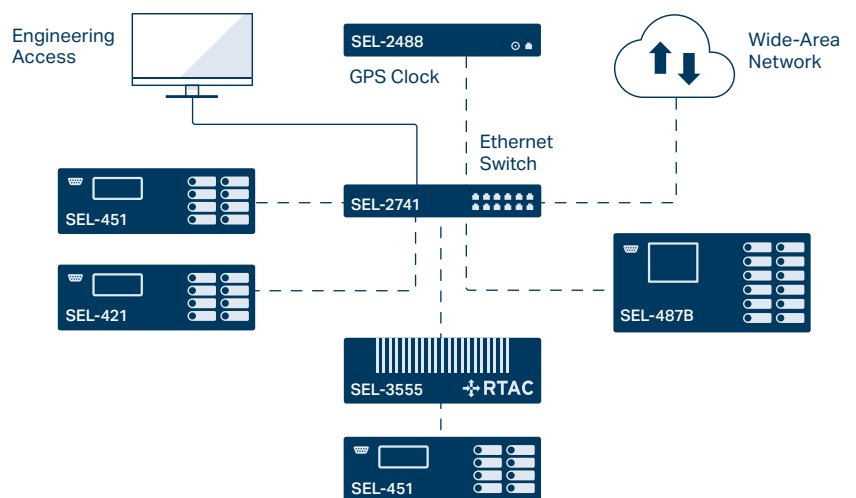 Engineering
Access
SEL-2488
GPS Clock
Wide-Area
Network
Ethernet
Switch
SEL-451
SEL-2741
SEL-421
SEL-487B
SEL-3555
RTAC
SEL-451